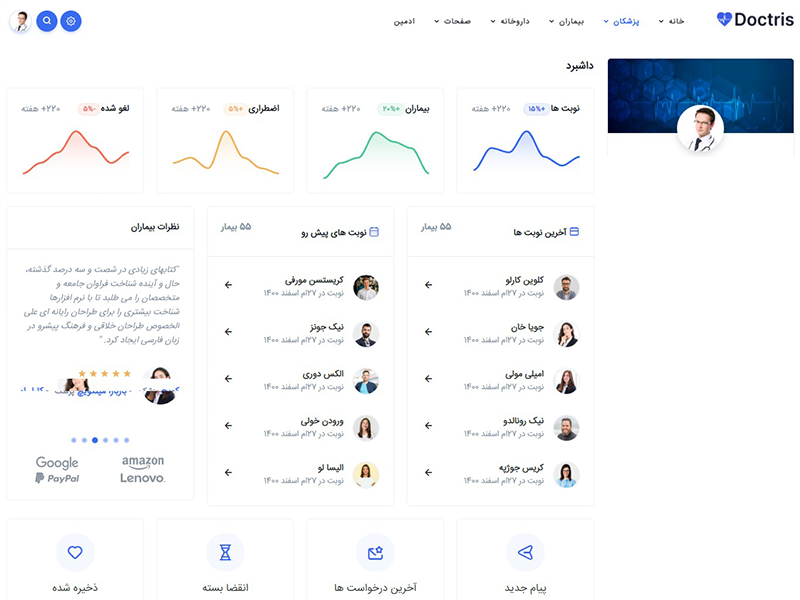 Doctris
خانه
پزشکان
بیماران
داروخانه
صفحات
ادمین
داشبرد
نوبت ها +۱۵% ۲۲۰+ هفته
بیماران +۲۰% ۲۲۰+ هفته
اضطراری +۵% ۲۲۰+ هفته
لغو شده -۵% ۲۲۰+ هفته
آخرین نوبت ها
۵۵ بیمار
کلوین کارلو
نوبت در ۲۷ام اسفند ۱۴۰۰
جویا خان
نوبت در ۲۷ام اسفند ۱۴۰۰
امیلی مولی
نوبت در ۲۷ام اسفند ۱۴۰۰
نیک رونالدو
نوبت در ۲۷ام اسفند ۱۴۰۰
کریس جوژپه
نوبت در ۲۷ام اسفند ۱۴۰۰
نوبت های پیش رو
۵۵ بیمار
کریستسن مورفی
نوبت در ۲۷ام اسفند ۱۴۰۰
نیک جونز
نوبت در ۲۷ام اسفند ۱۴۰۰
الکس دوری
نوبت در ۲۷ام اسفند ۱۴۰۰
ورودن خولی
نوبت در ۲۷ام اسفند ۱۴۰۰
الیسا لو
نوبت در ۲۷ام اسفند ۱۴۰۰
نظرات بیماران
"کتابهای زیادی در شصت و سه درصد گذشته،
حال و آینده شناخت فراوان جامعه و
متخصصان را می طلبد تا با نرم افزارها
شناخت بیشتری را برای طراحان رایانه ای علی
الخصوص طراحان خلاقی و فرهنگ پیشرو در
زبان فارسی ایجاد کرد. "
amazon
Google
Lenovo.
PayPal
پیام جدید
آخرین درخواست ها
انقضا بسته
ذخیره شده